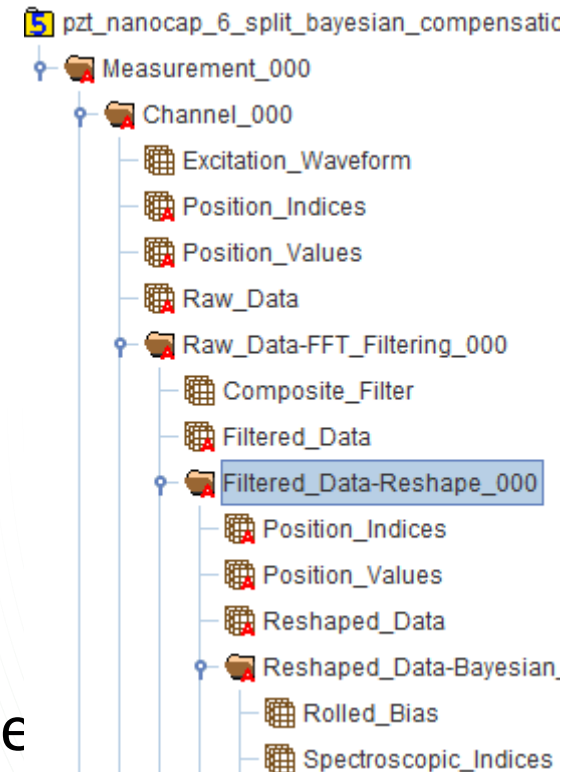 pzt_nanocap_6_split_bayesian_compensatic
Measurement_000
Channel_000
Excitation_Waveform
Position_Indices
Position_Values
Raw_Data
Raw_Data-FFT_Filtering_000
Composite_Filter
Filtered_Data
Filtered_Data-Reshape_000
Position_Indices
Position_Values
Reshaped_Data
Reshaped_Data-Bayesian_
Rolled_Bias
e
Spectroscopic_Indices